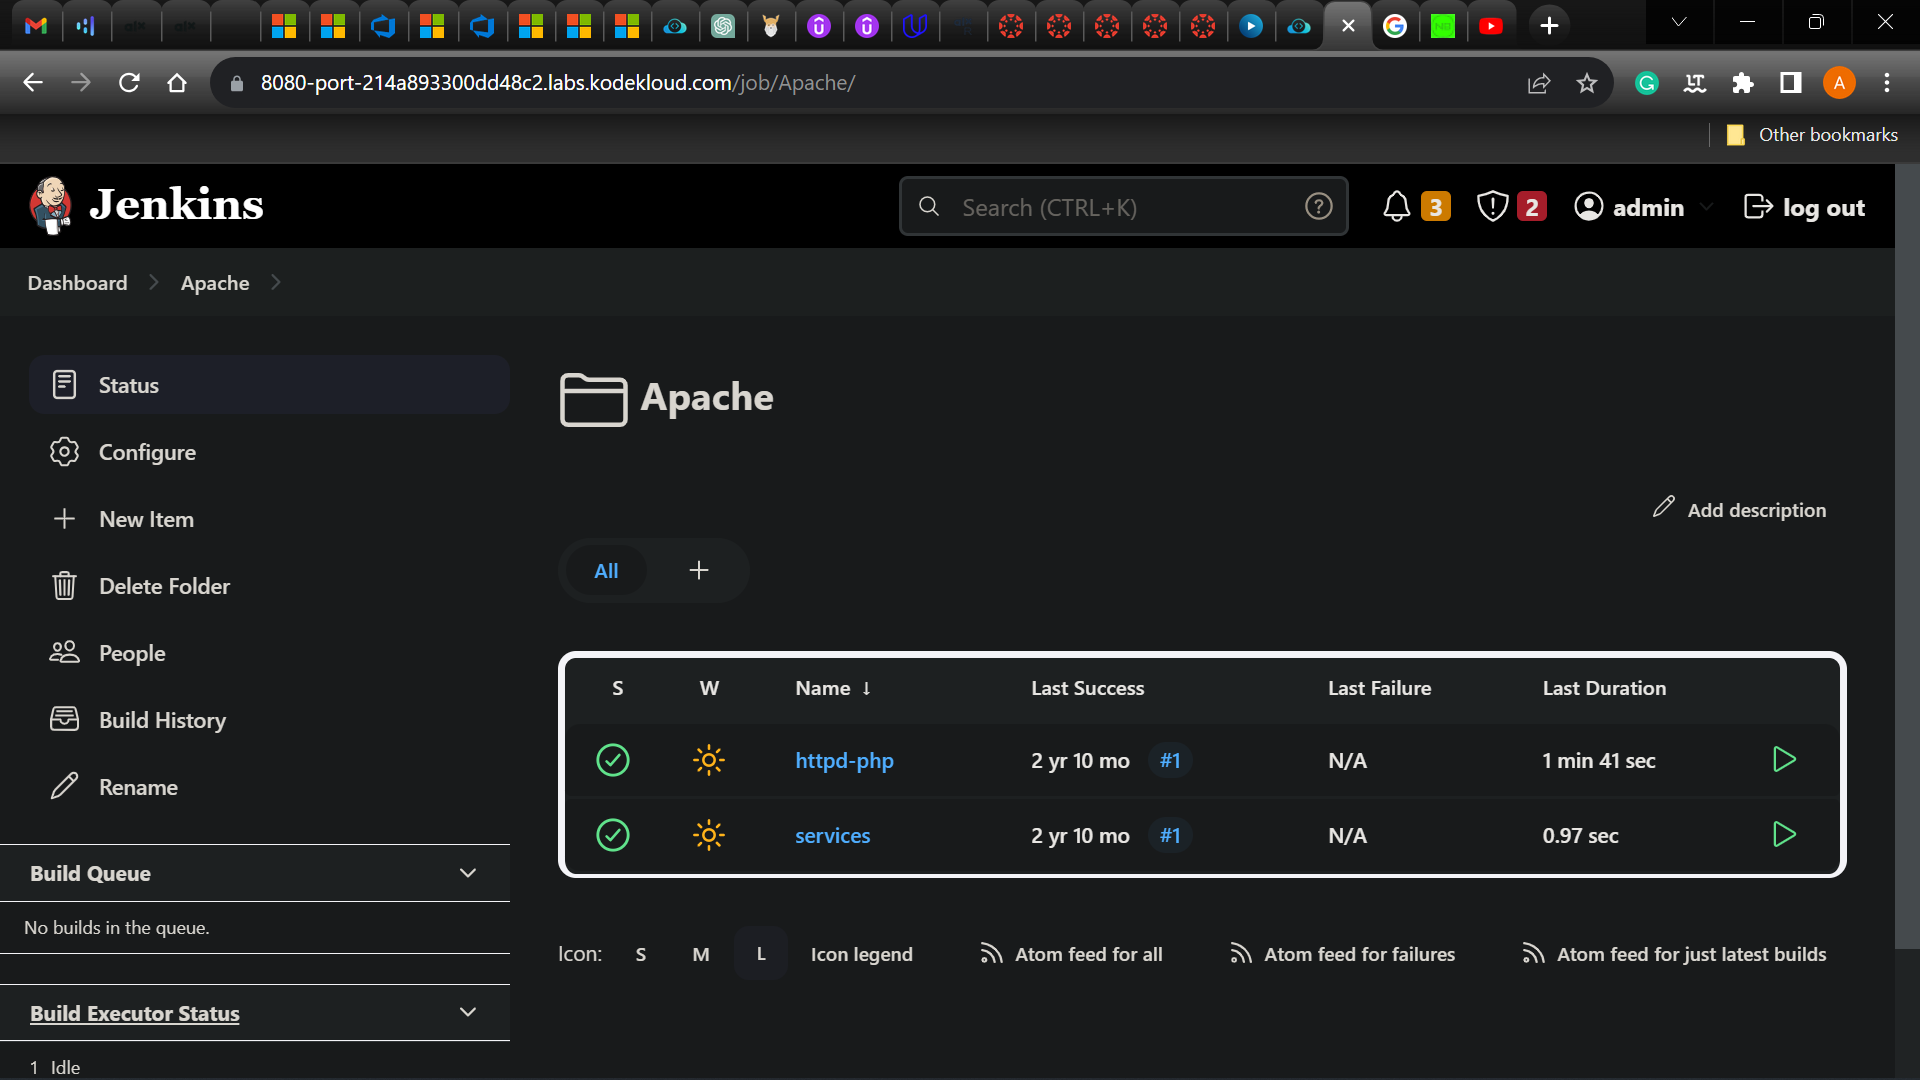 8080-port-214a893300dd48c2.labs.kodekloud.com/job/Apache/
A
Other bookmarks
Jenkins
Search (CTRL+K)
3
2
admin
log out
Dashboard
Apache
Status
Configure
New Item
Delete Folder
People
Build History
Rename
Build Queue
No builds in the queue.
Build Executor Status
1 Idle
Apache
Add description
All +
S W Name ↓ Last Success Last Failure Last Duration
httpd-php 2 yr 10 mo #1 N/A 1 min 41 sec
services 2 yr 10 mo #1 N/A 0.97 sec
Icon: S M L Icon legend Atom feed for all Atom feed for failures Atom feed for just latest builds